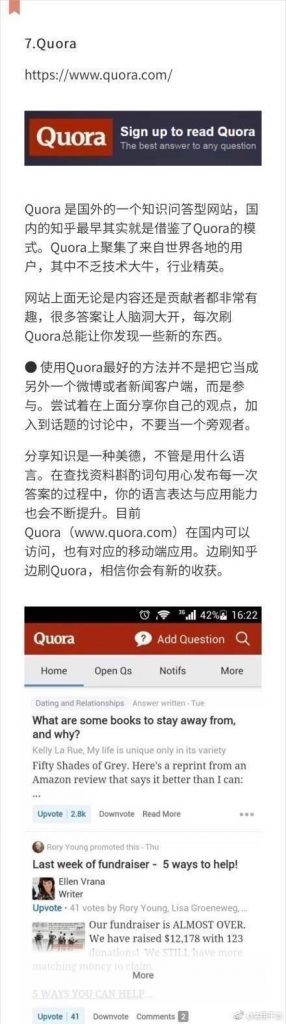 7.Quora
https://www.quora.com/
Quora
Sign up to read Quora
The best answer to any question
Quora 是国外的一个知识问答型网站，国
内的知乎最早其实就是借鉴了Quora的模
式。Quora上聚集了来自世界各地的用
户，其中不乏技术大牛，行业精英。
网站上面无论是内容还是贡献者都非常有
趣，很多答案让人脑洞大开，每次刷
Quora总能让你发现一些新的东西。
● 使用Quora最好的方法并不是把它当成
另外一个微博或者新闻客户端，而是参
与。尝试着在上面分享你自己的观点，加
入到话题的讨论中，不要当一个旁观者。
分享知识是一种美德，不管是用什么语
言。在查找资料斟酌词句用心发布每一次
答案的过程中，你的语言表达与应用能力
也会不断提升。目前
Quora（www.quora.com）在国内可以
访问，也有对应的移动端应用。边刷知乎
边刷Quora，相信你会有新的收获。
3G 42% 16:22
Quora
? Add Question
Home Open Qs Notifs More
Dating and Relationships Answer written - Tue
What are some books to stay away from,
and why?
Kelly La Rue, My life is unique only in its variety
Fifty Shades of Grey. Here's a reprint from an
Amazon review that says it better than I can:
...
Upvote 2.8k Downvote Read More
Rory Young promoted this - Thu
Last week of fundraiser - 5 ways to help!
Ellen Vrana
Writer
Upvote • 41 votes by Rory Young, Lisa Groeneweg,...
Our fundraiser is ALMOST OVER.
We have raised $12,178 with 123
donations! We STILL have more
matching money to claim.
More
5 WAYS YOU CAN HELP
Upvote 41 Downvote Comments 2